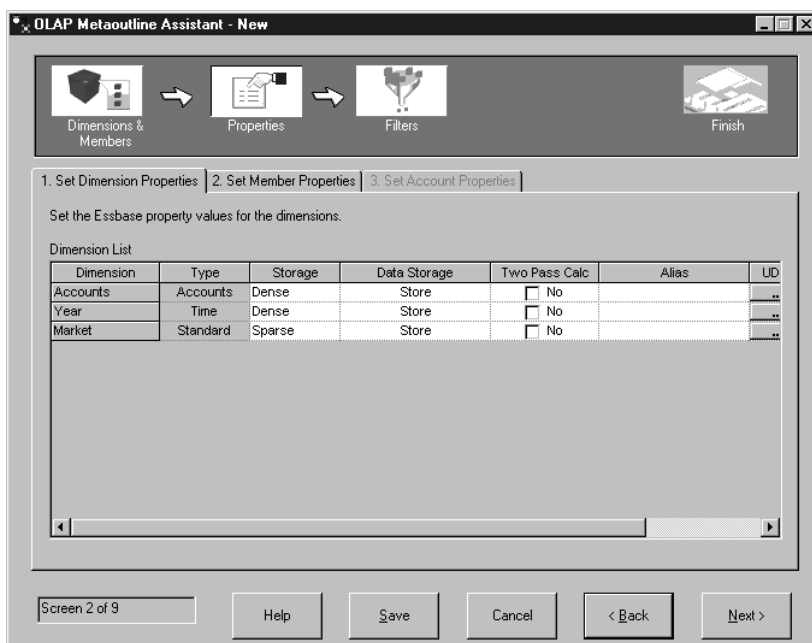 OLAP Metaoutline Assistant - New
Dimensions &
Members
Properties
Filters
Finish
1. Set Dimension Properties 2. Set Member Properties 3. Set Account Properties
Set the Essbase property values for the dimensions.
Dimension List
Dimension Type Storage Data Storage Two Pass Calc Alias UD
Accounts Accounts Dense Store No ..
Year Time Dense Store No ..
Market Standard Sparse Store No ..
Screen 2 of 9 Help Save Cancel < Back Next >